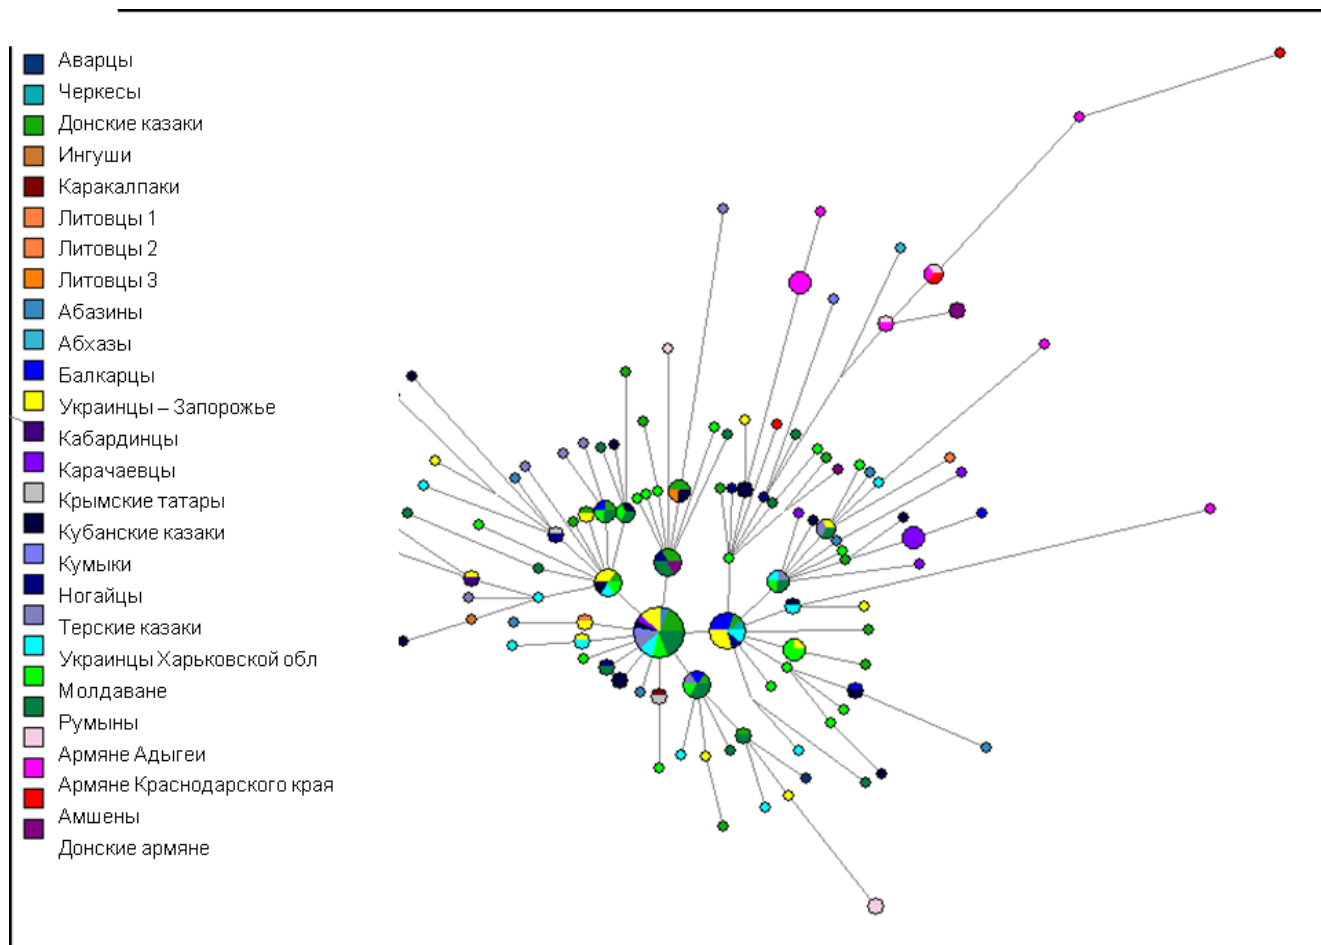 Аварцы
Черкесы
Донские казаки
Ингуши
Каракалпаки
Литовцы 1
Литовцы 2
Литовцы 3
Абазины
Абхазы
Балкарцы
Украинцы – Запорожье
Кабардинцы
Карачаевцы
Крымские татары
Кубанские казаки
Кумыки
Ногайцы
Терские казаки
Украинцы Харьковской обл
Молдаване
Румыны
Армяне Адыгеи
Армяне Краснодарского края
Амшены
Донские армяне